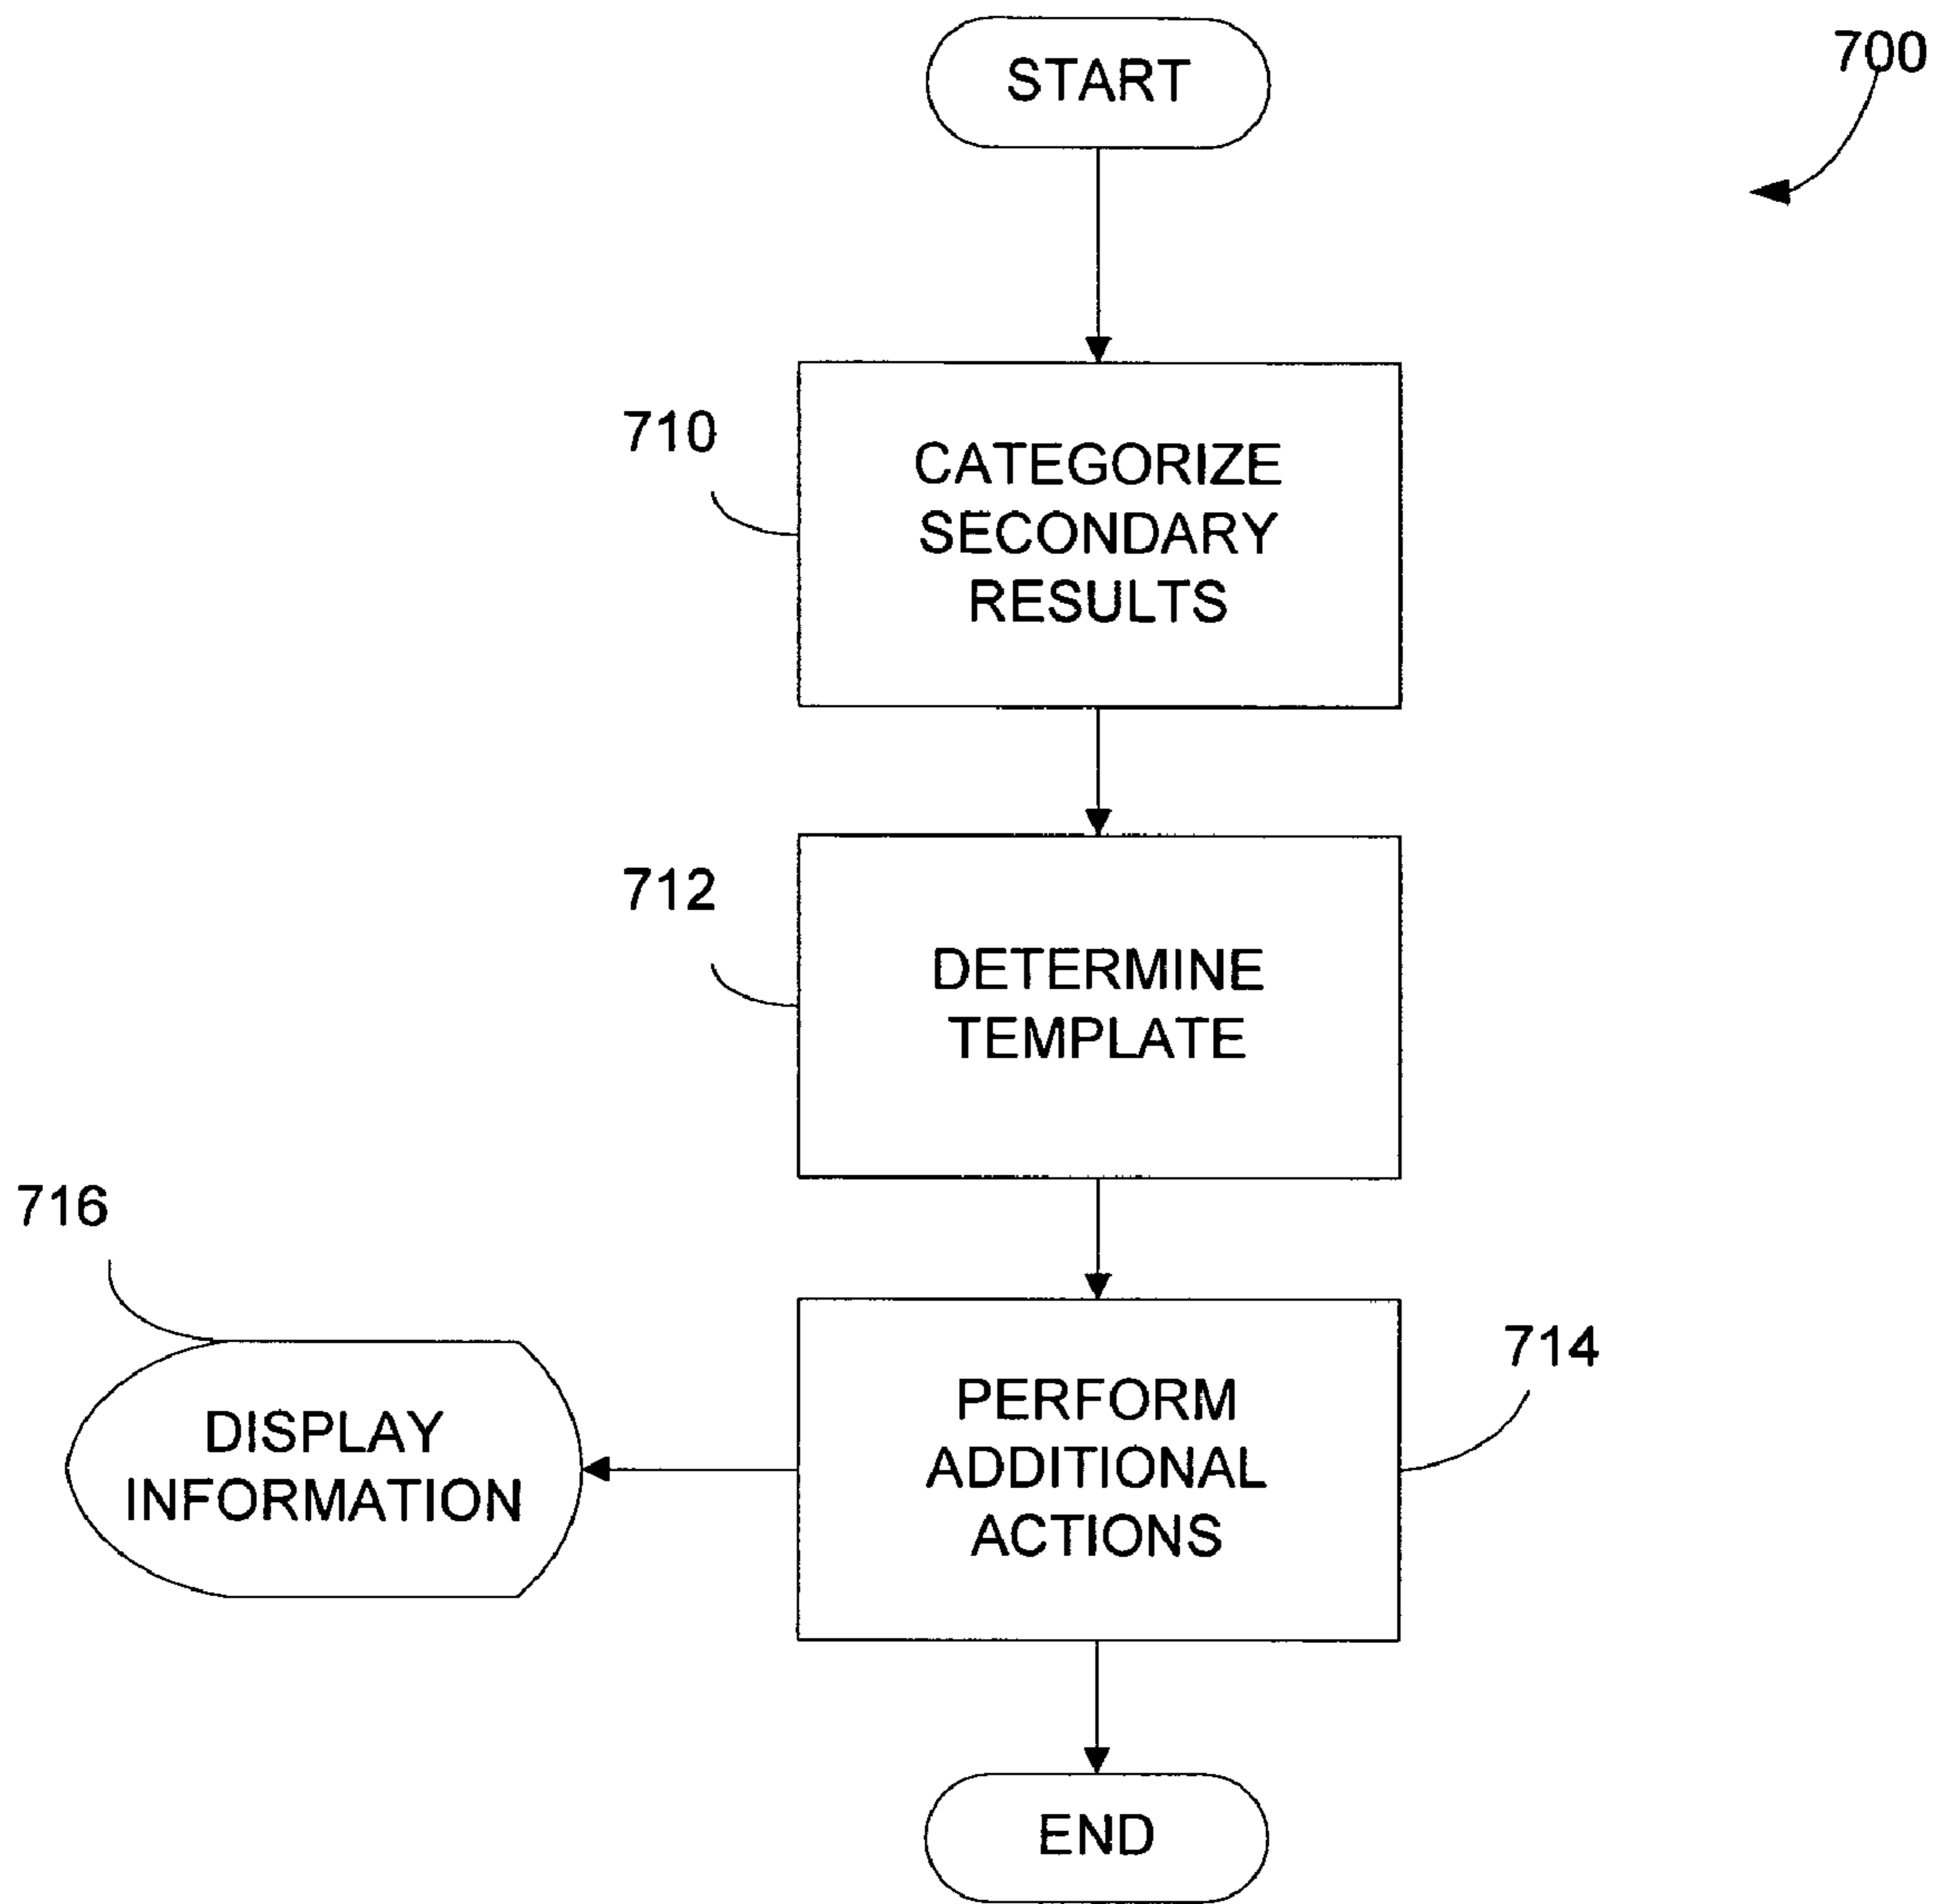 START
700
710
CATEGORIZE
SECONDARY
RESULTS
712
DETERMINE
TEMPLATE
716
DISPLAY
INFORMATION
PERFORM
ADDITIONAL
ACTIONS
714
END